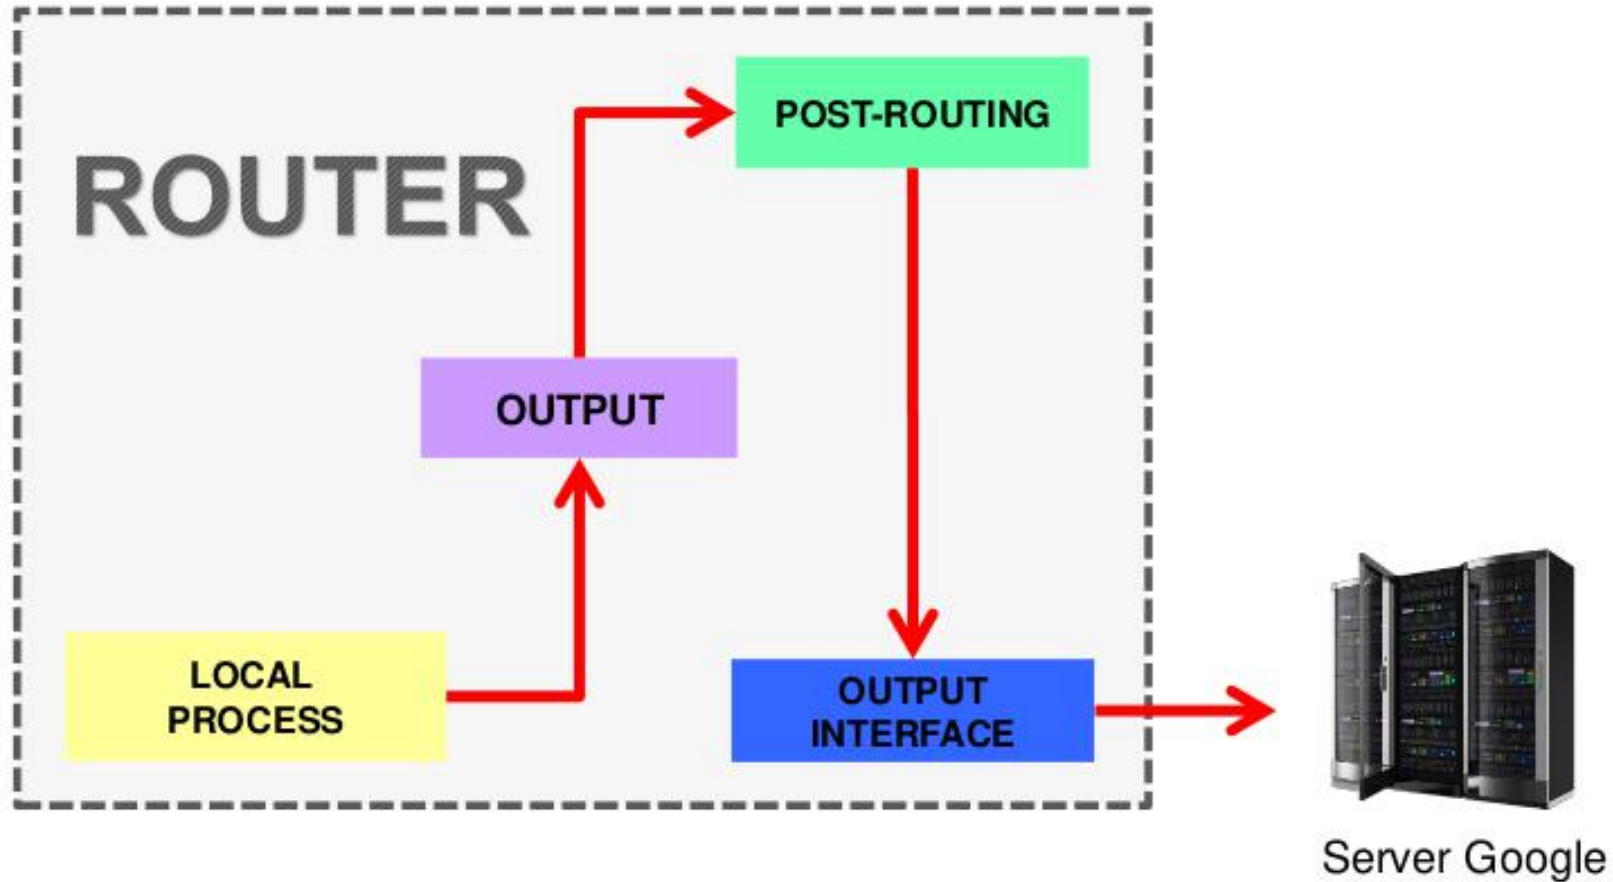 POST-ROUTING
ROUTER
OUTPUT
LOCAL
PROCESS
OUTPUT
INTERFACE
Server Google